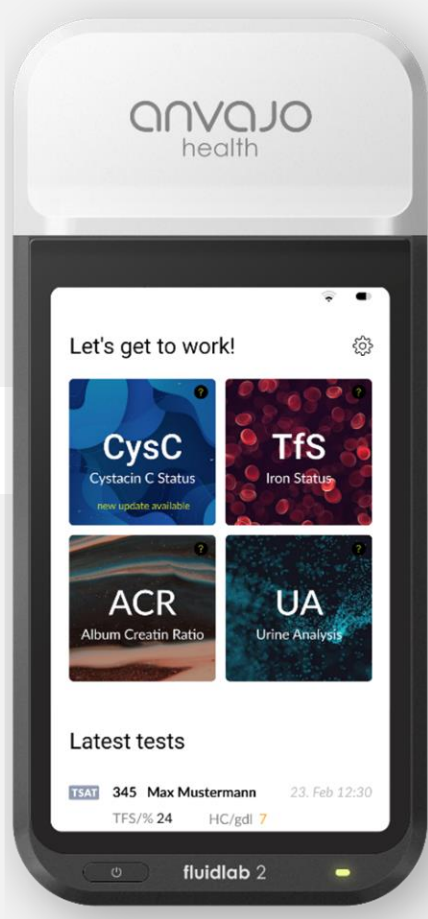 anvajo
health
Let's get to work!
?
?
CysC
Cystacin C Status
new update available
TfS
Iron Status
?
?
ACR
Album Creatin Ratio
UA
Urine Analysis
Latest tests
TSAT 345 Max Mustermann 23. Feb 12:30
TFS/% 24 HC/gdl 7
fluidlab 2